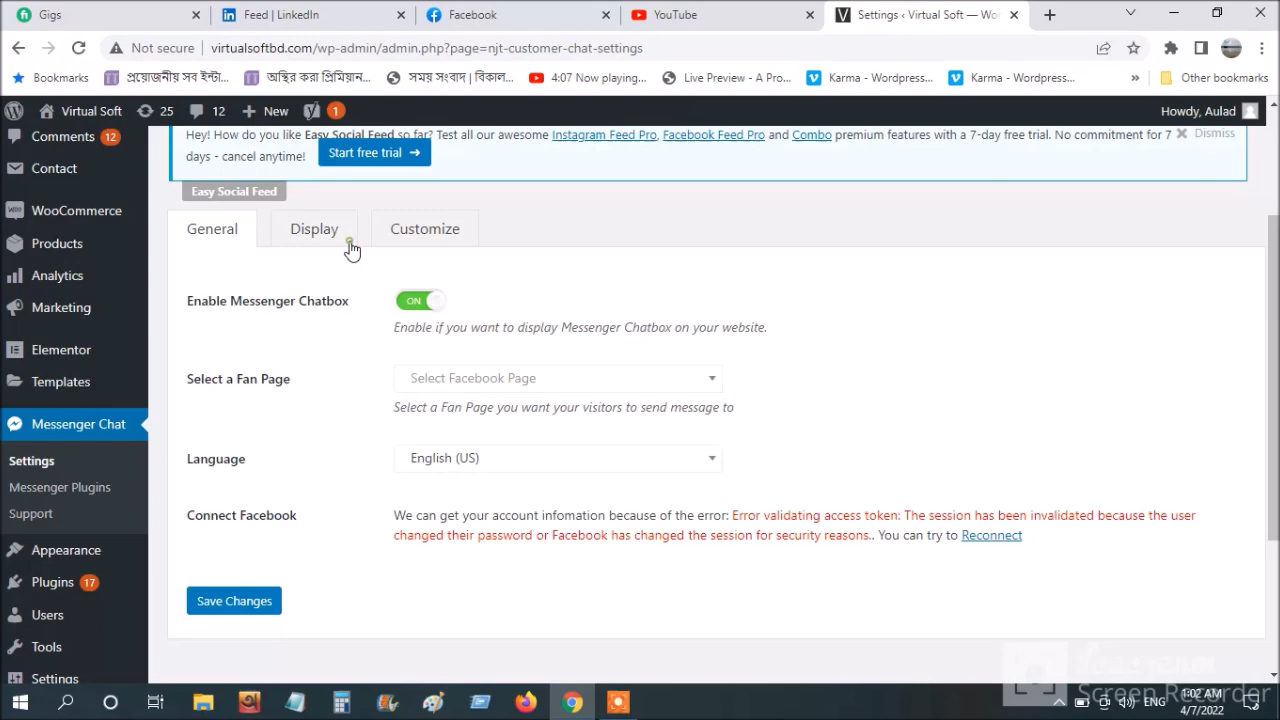 Gigs
Feed | LinkedIn
Facebook
YouTube
Settings ‹ Virtual Soft — Wo
Not secure
virtualsoftbd.com/wp-admin/admin.php?page=njt-customer-chat-settings
Bookmarks
প্রয়োজনীয় সব ইন্টা...
অস্থির করা প্রিমিয়ান...
সময় সংবাদ | বিকাল...
4:07 Now playing...
Live Preview - A Pro...
Karma - Wordpress...
Karma - Wordpress...
»
Other bookmarks
Virtual Soft
25
12
New
1
Howdy, Aulad
Comments 12
Contact
WooCommerce
Products
Analytics
Marketing
Elementor
Templates
Messenger Chat
Settings
Messenger Plugins
Support
Appearance
Plugins 17
Users
Tools
Settings
Hey! How do you like Easy Social Feed so far? Test all our awesome Instagram Feed Pro, Facebook Feed Pro and Combo premium features with a 7-day free trial. No commitment for 7
days - cancel anytime! Start free trial →
Dismiss
Easy Social Feed
General
Display
Customize
Enable Messenger Chatbox
ON
Enable if you want to display Messenger Chatbox on your website.
Select a Fan Page
Select Facebook Page
Select a Fan Page you want your visitors to send message to
Language
English (US)
Connect Facebook
We can get your account infomation because of the error: Error validating access token: The session has been invalidated because the user
changed their password or Facebook has changed the session for security reasons.. You can try to Reconnect
Save Changes
Screen Recorder
ENG
1:02 AM
4/7/2022